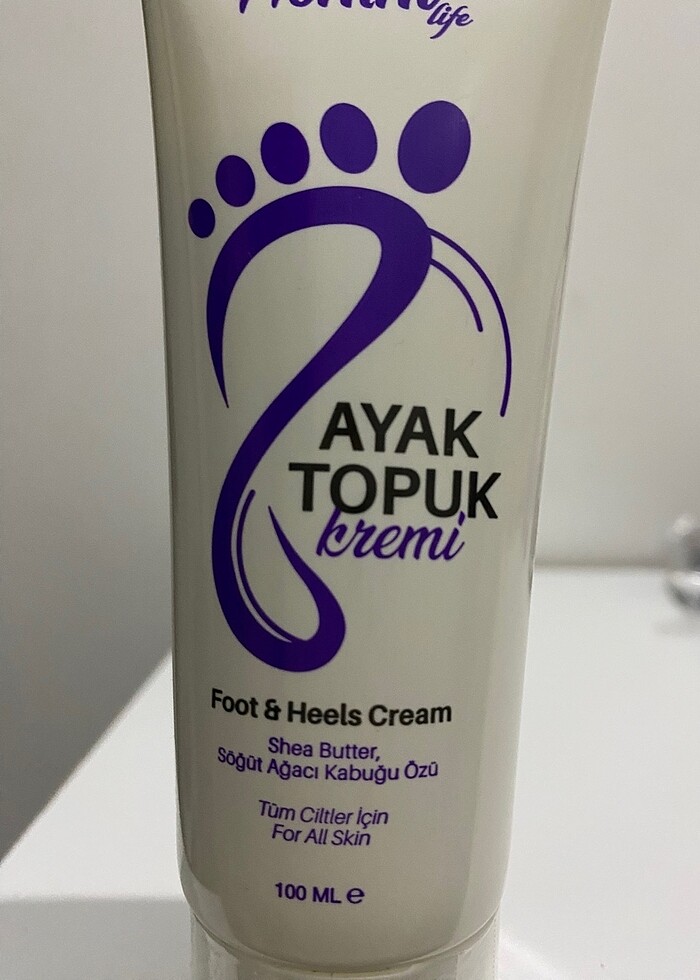 life
AYAK
TOPUK
kremi
Foot & Heels Cream
Shea Butter,
Söğüt Ağacı Kabuğu Özü
Tüm Ciltler İçin
For All Skin
100 ML ℮